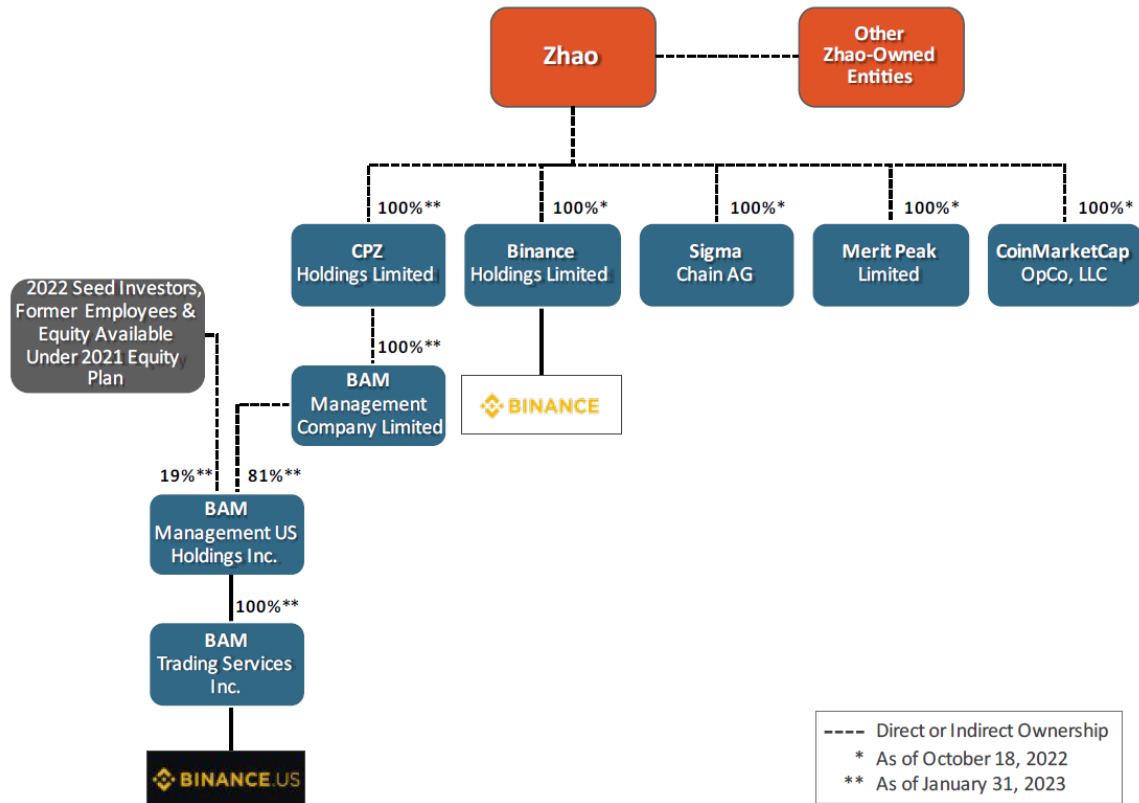 Zhao
Other
Zhao-Owned
Entities
100%**
100%*
100%*
100%*
100%*
CPZ
Holdings Limited
Binance
Holdings Limited
Sigma
Chain AG
Merit Peak
Limited
CoinMarketCap
OpCo, LLC
2022 Seed Investors,
Former Employees &
Equity Available
Under 2021 Equity
Plan
100%**
BAM
Management
Company Limited
BINANCE
19%**
81%**
BAM
Management US
Holdings Inc.
100%**
BAM
Trading Services
Inc.
BINANCE.US
---- Direct or Indirect Ownership
* As of October 18, 2022
** As of January 31, 2023